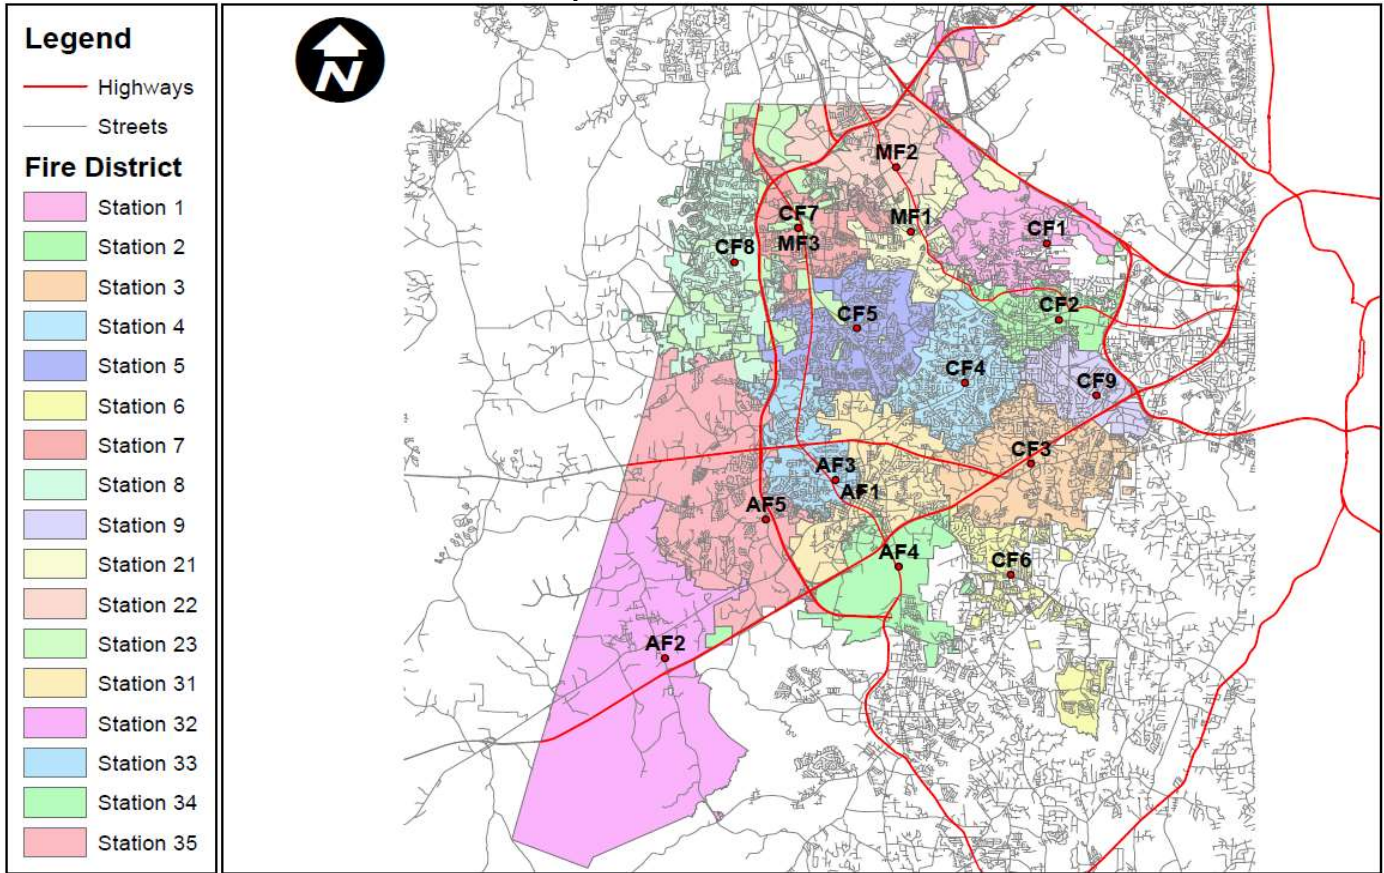 Legend
Highways
Streets
Fire District
Station 1
Station 2
Station 3
Station 4
Station 5
Station 6
Station 7
Station 8
Station 9
Station 21
Station 22
Station 23
Station 31
Station 32
Station 33
Station 34
Station 35
N
MF2
CF7
MF1
MF3
CF1
CF8
CF5
CF2
CF4
CF9
CF3
AF3
AF1
AF5
AF4
CF6
AF2